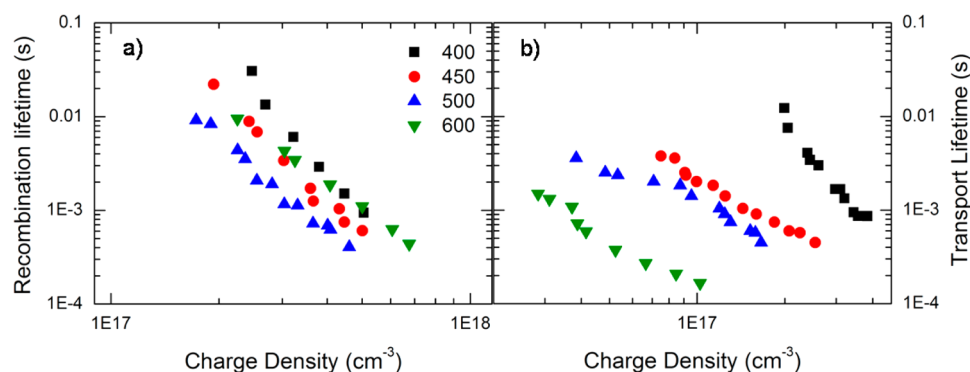 0.1
a)
400
450
500
600
0.01
1E-3
1E-4
Recombination lifetime (s)
1E17
1E18
Charge Density (cm-3)
b)
0.1
0.01
1E-3
1E-4
Transport Lifetime (s)
1E17
Charge Density (cm-3)